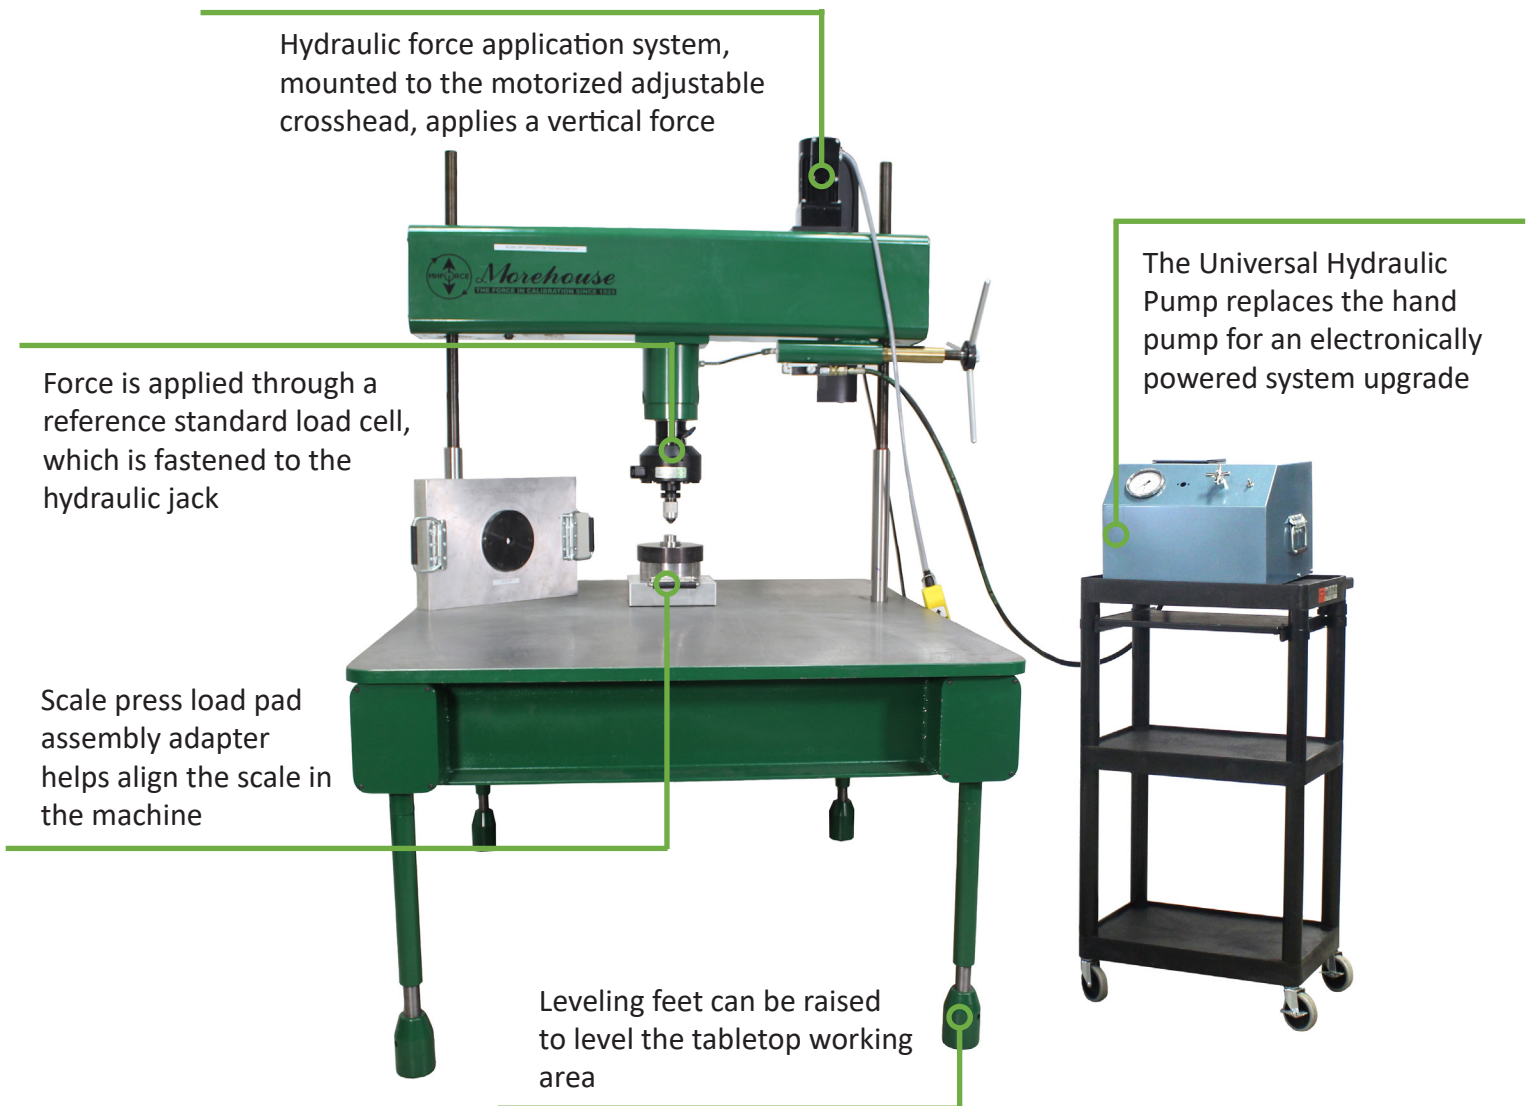 Hydraulic force application system,
mounted to the motorized adjustable
crosshead, applies a vertical force
The Universal Hydraulic
Pump replaces the hand
pump for an electronically
powered system upgrade
Morehouse
THE FORCE IN CALIBRATION SINCE 1925
Force is applied through a
reference standard load cell,
which is fastened to the
hydraulic jack
Scale press load pad
assembly adapter
helps align the scale in
the machine
Leveling feet can be raised
to level the tabletop working
area